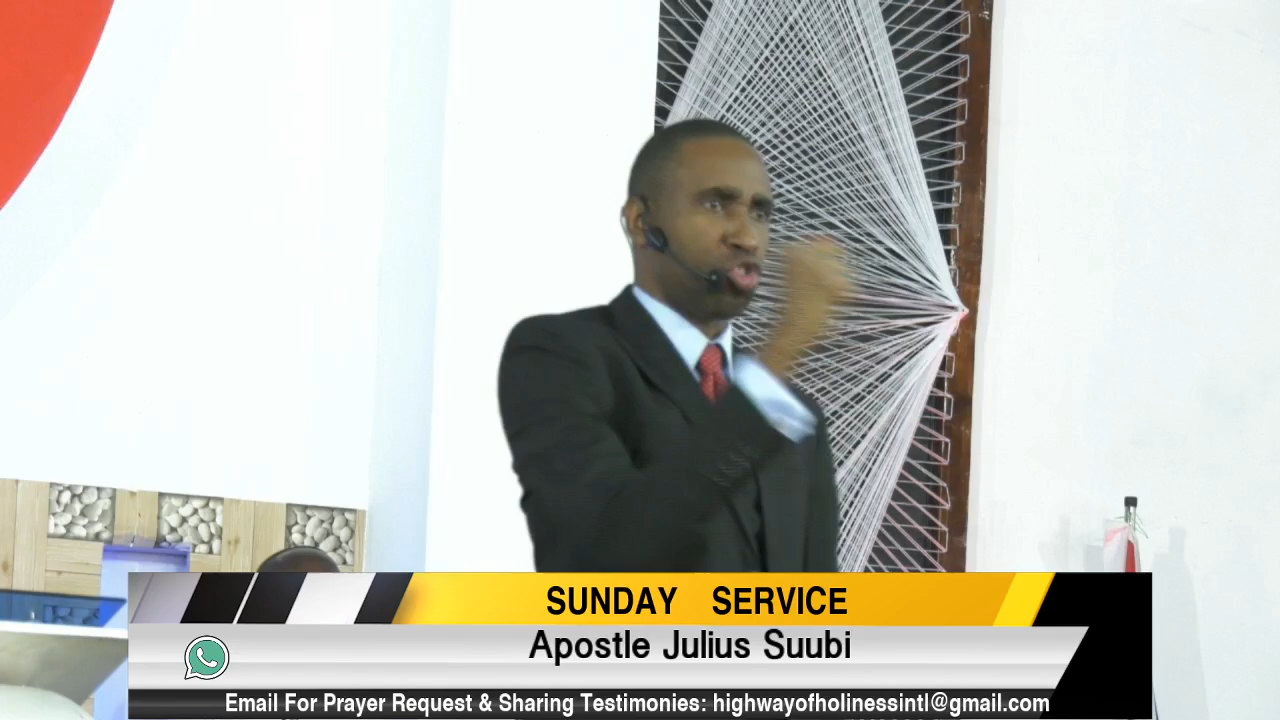 SUNDAY SERVICE
Apostle Julius Suubi
Email For Prayer Request & Sharing Testimonies: highwayofholinessintl@gmail.com